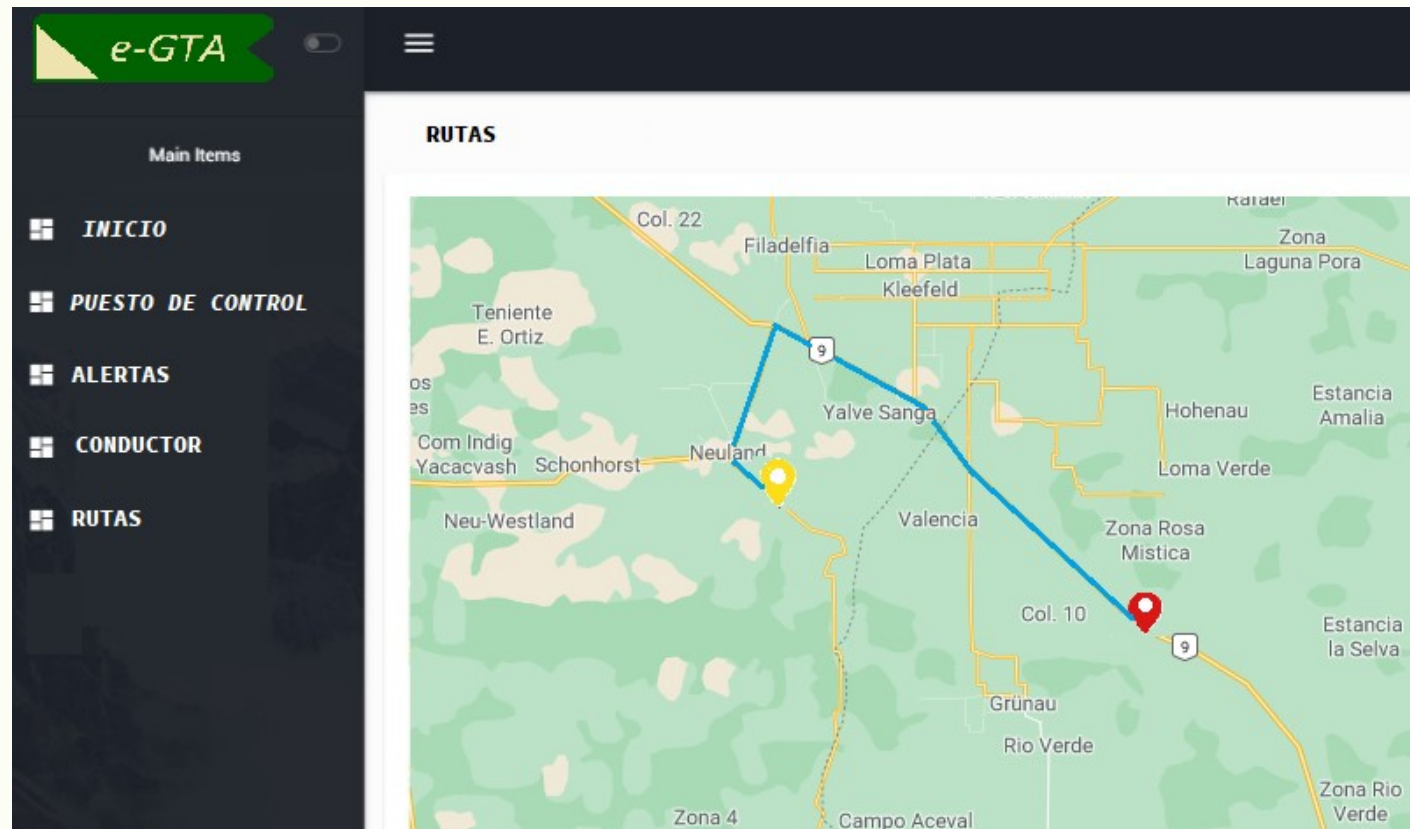 e-GTA
Main Items
INICIO
PUESTO DE CONTROL
ALERTAS
CONDUCTOR
RUTAS
RUTAS
Rafael
Col. 22
Filadelfia
Zona
Laguna Pora
Loma Plata
Kleefeld
Teniente
E. Ortiz
9
os
es
Estancia
Amalia
Yalve Sanga
Hohenau
Com Indig
Yacacvash
Schonhorst
Neuland
Loma Verde
Neu-Westland
Valencia
Zona Rosa
Mistica
Col. 10
Estancia
la Selva
9
Grünau
Rio Verde
Zona Rio
Verde
Zona 4
Campo Aceval